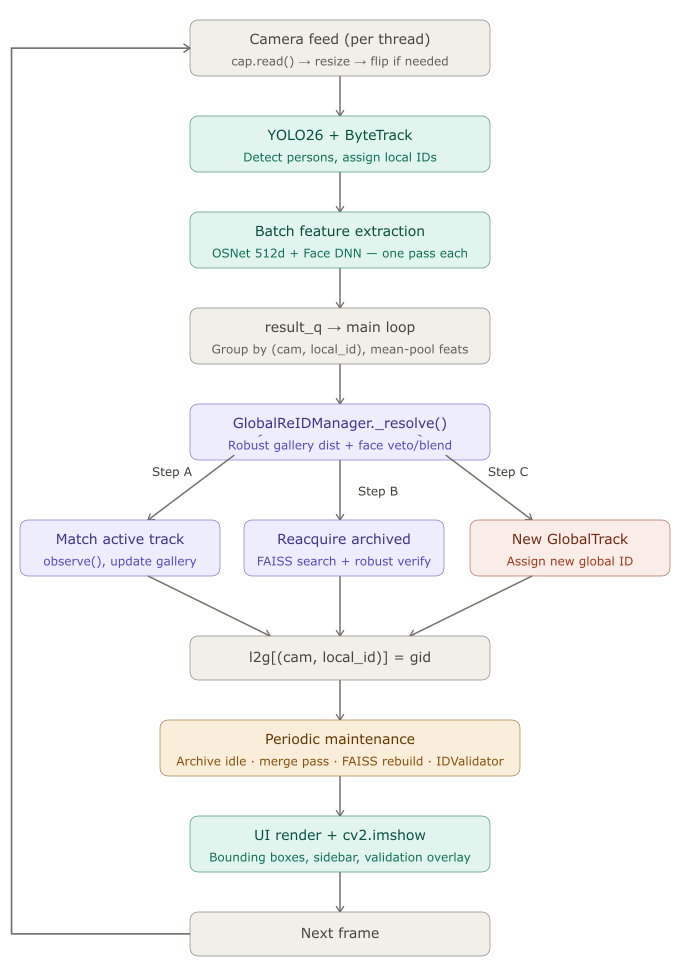 Camera feed (per thread)
cap.read() → resize → flip if needed
YOLO26 + ByteTrack
Detect persons, assign local IDs
Batch feature extraction
OSNet 512d + Face DNN — one pass each
result_q → main loop
Group by (cam, local_id), mean-pool feats
GlobalReIDManager._resolve()
Robust gallery dist + face veto/blend
Step A
Step B
Step C
Match active track
observe(), update gallery
Reacquire archived
FAISS search + robust verify
New GlobalTrack
Assign new global ID
l2g[(cam, local_id)] = gid
Periodic maintenance
Archive idle · merge pass · FAISS rebuild · IDValidator
UI render + cv2.imshow
Bounding boxes, sidebar, validation overlay
Next frame